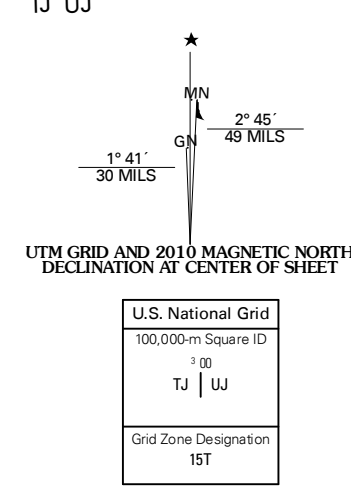 TJ UJ
★
MN
GN
2° 45´
49 MILS
1° 41´
30 MILS
UTM GRID AND 2010 MAGNETIC NORTH
DECLINATION AT CENTER OF SHEET
U.S. National Grid
100,000-m Square ID
3 00
TJ | UJ
Grid Zone Designation
15T